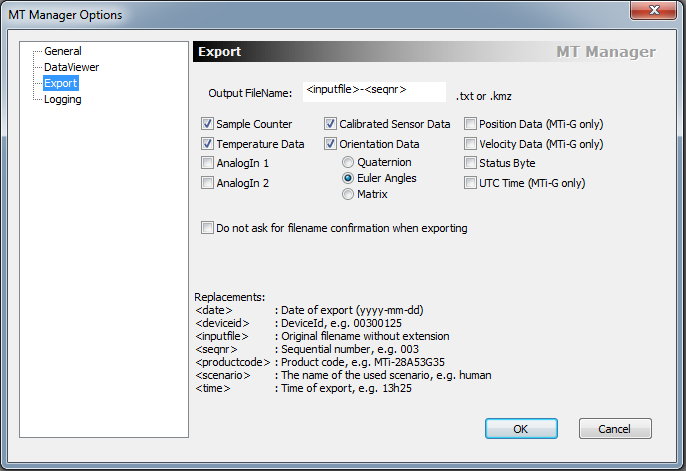 MT Manager Options
General
DataViewer
Export
Logging
Export MT Manager
Output FileName: <inputfile>-<seqnr> .txt or .kmz
Sample Counter Calibrated Sensor Data Position Data (MTi-G only)
Temperature Data Orientation Data Velocity Data (MTi-G only)
AnalogIn 1 Quaternion Status Byte
AnalogIn 2 Euler Angles UTC Time (MTi-G only)
Matrix
Do not ask for filename confirmation when exporting
Replacements:
<date> : Date of export (yyyy-mm-dd)
<deviceid> : DeviceId, e.g. 00300125
<inputfile> : Original filename without extension
<seqnr> : Sequential number, e.g. 003
<productcode> : Product code, e.g. MTi-28A53G35
<scenario> : The name of the used scenario, e.g. human
<time> : Time of export, e.g. 13h25
OK Cancel